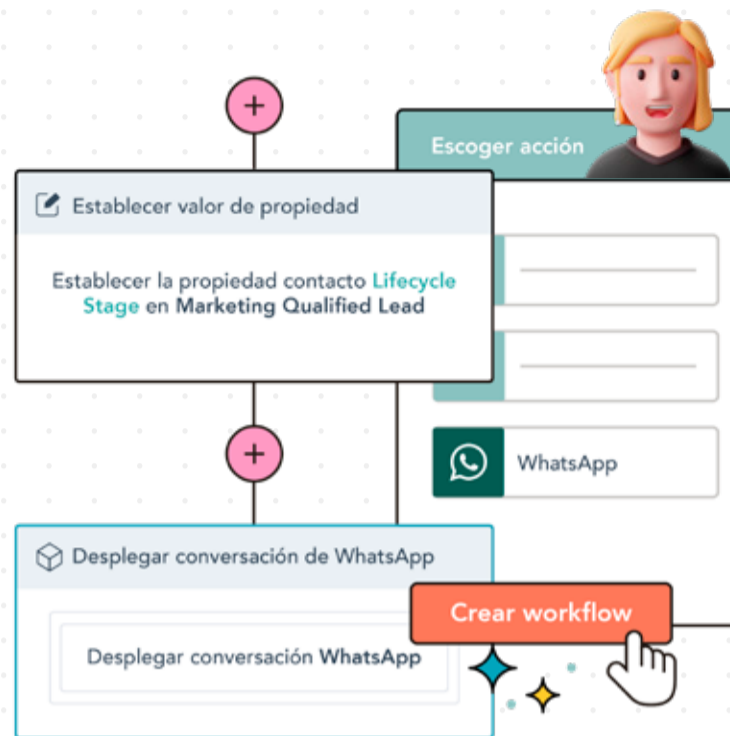 Escoger acción
Establecer valor de propiedad
Establecer la propiedad contacto Lifecycle
Stage en Marketing Qualified Lead
WhatsApp
Desplegar conversación de WhatsApp
Crear workflow
Desplegar conversación WhatsApp